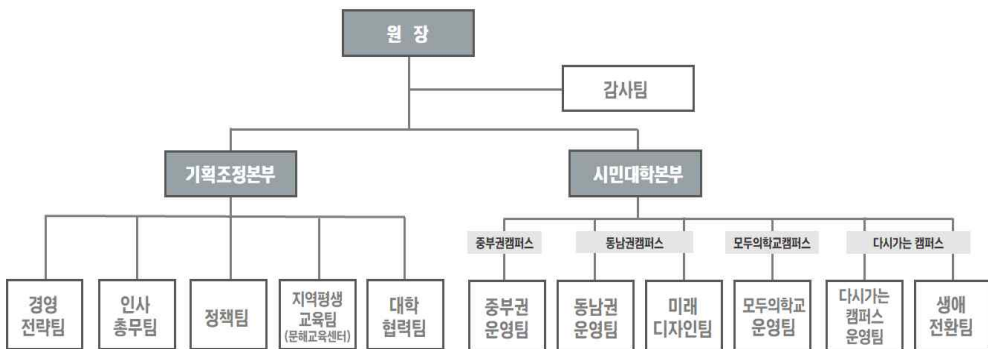 원 장
감사팀
기획조정본부
시민대학본부
중부권캠퍼스
동남권캠퍼스
모두의학교캠퍼스
다시가는 캠퍼스
경영
전략팀
인사
총무팀
정책팀
지역평생
교육팀
(문해교육센터)
대학
협력팀
중부권
운영팀
동남권
운영팀
미래
디자인팀
모두의학교
운영팀
다시가는
캠퍼스
운영팀
생애
전환팀